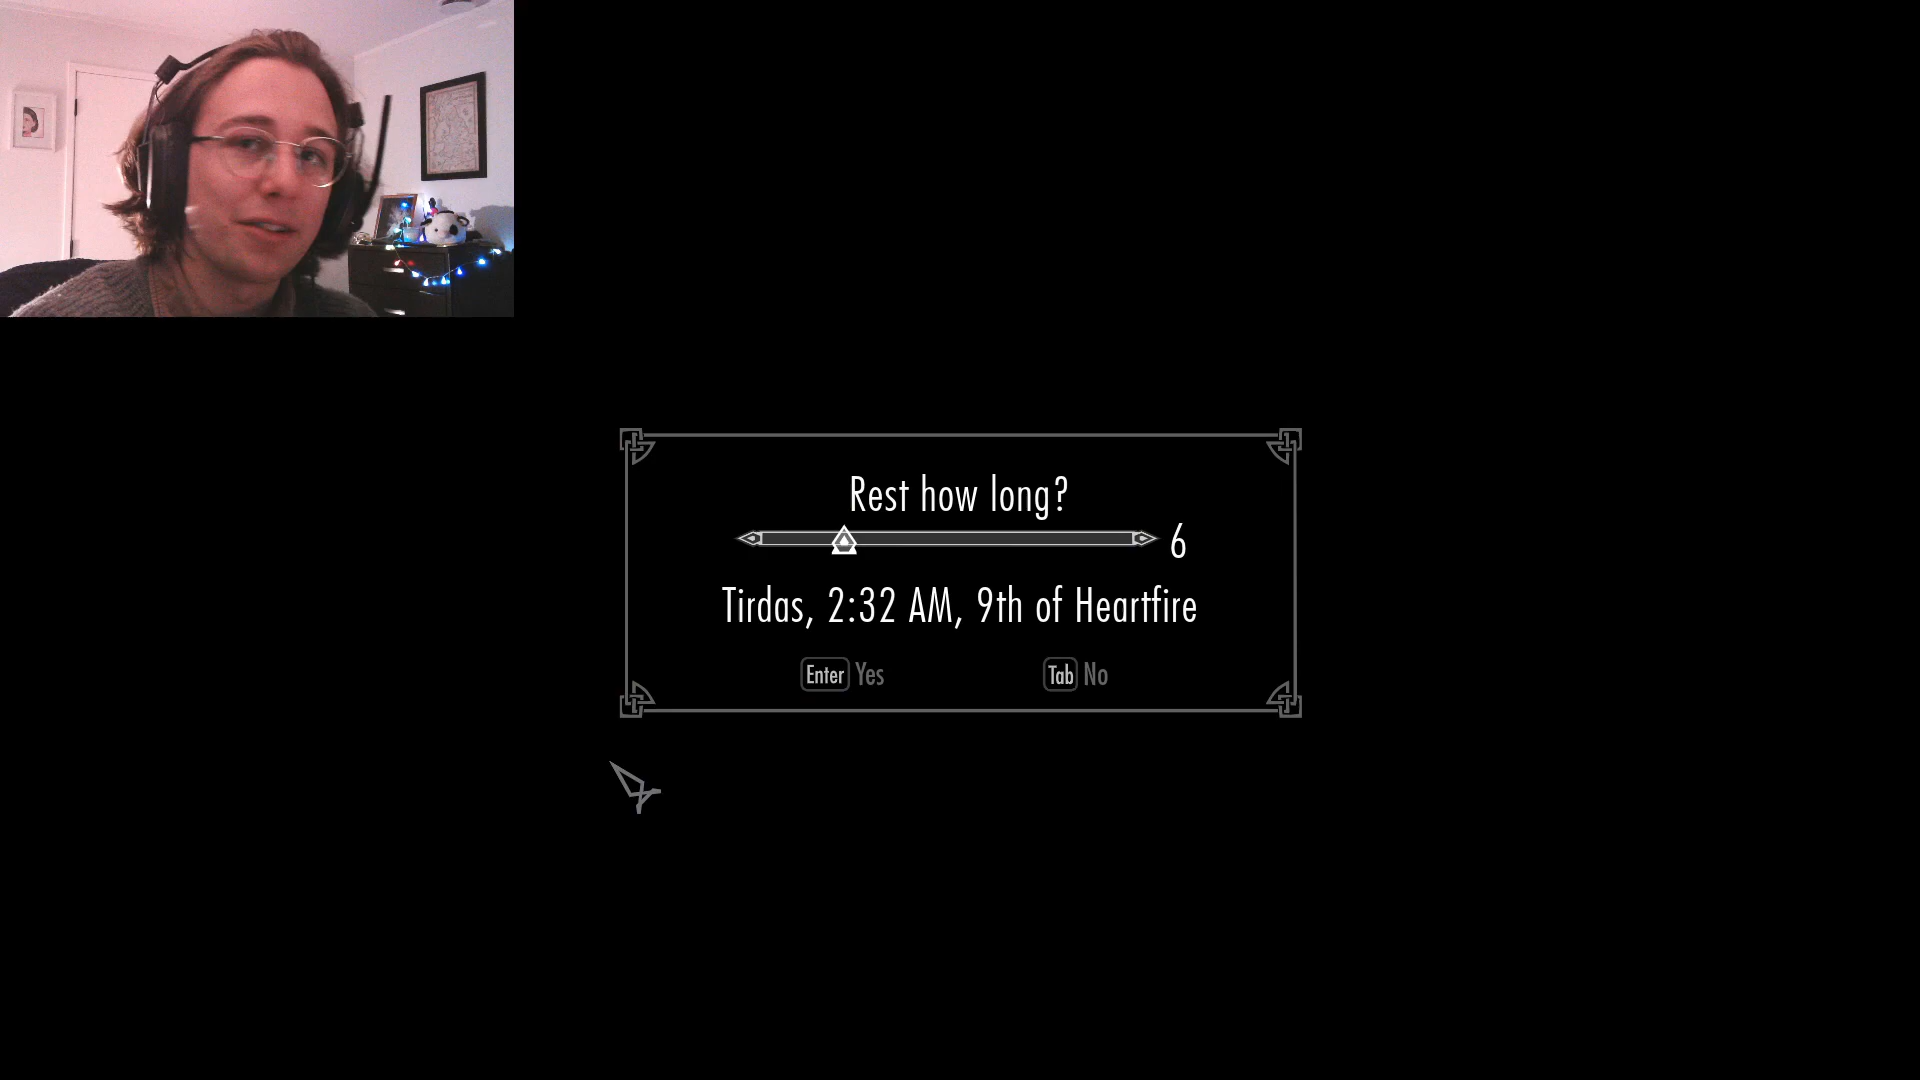 Rest how long?
6
Tirdas, 2:32 AM, 9th of Heartfire
Enter Yes
Tab No